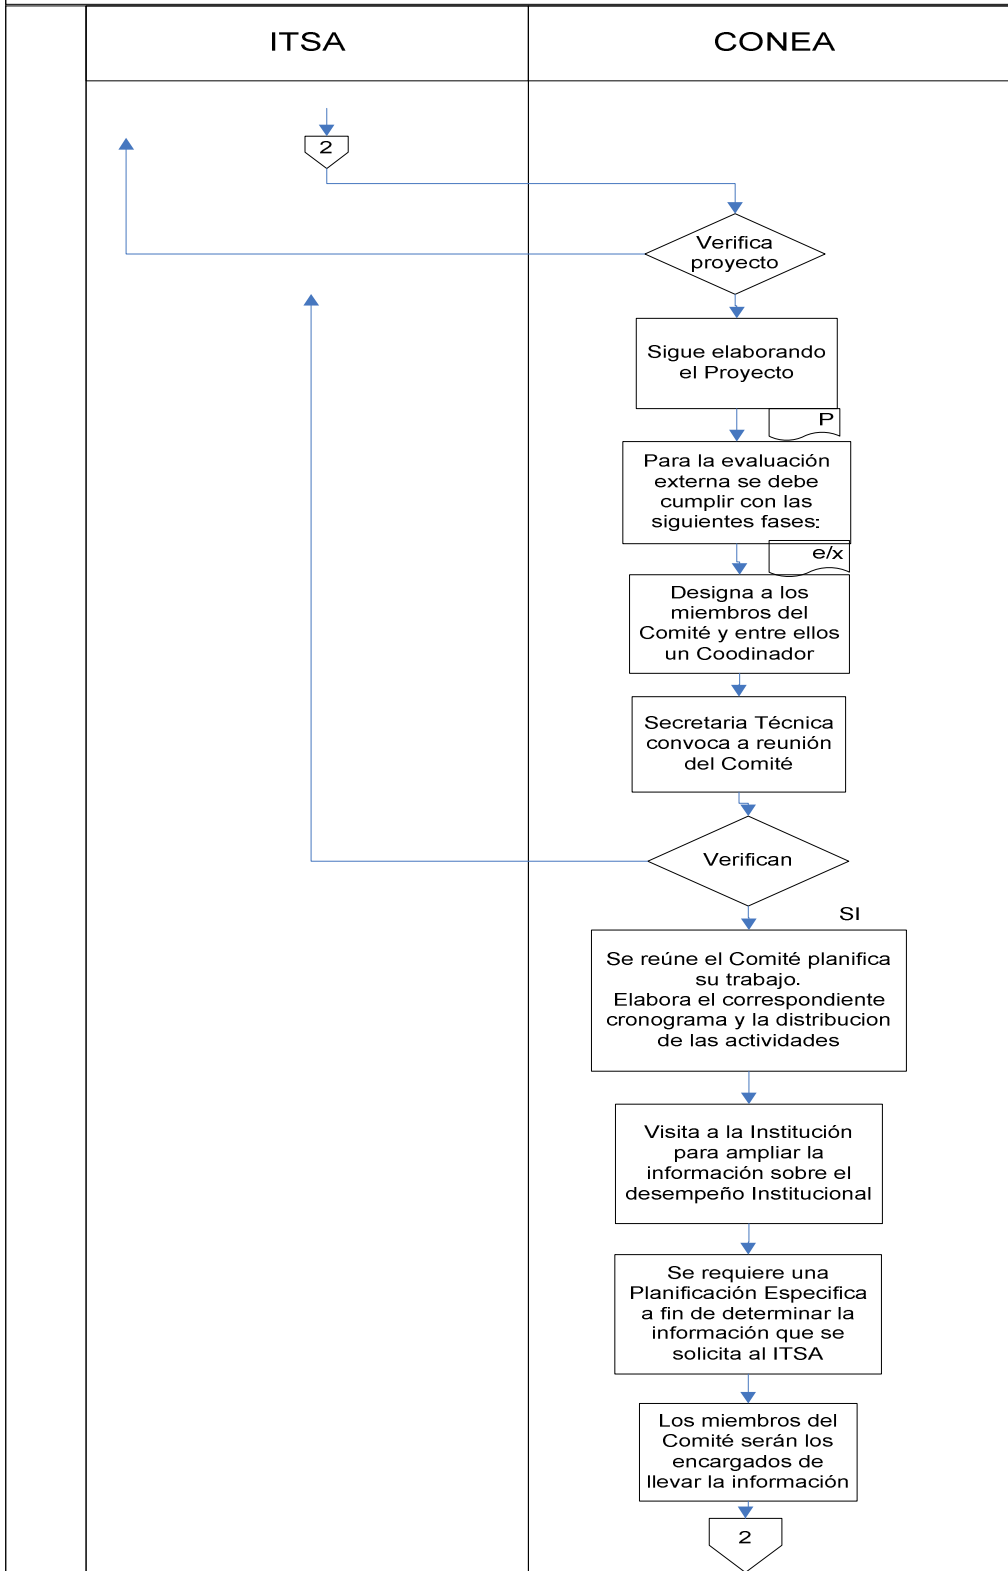 ITSA
CONEA
2
Verifica
proyecto
Sigue elaborando
el Proyecto
P
Para la evaluación
externa se debe
cumplir con las
siguientes fases:
e/x
Designa a los
miembros del
Comité y entre ellos
un Coodinador
Secretaria Técnica
convoca a reunión
del Comité
Verifican
SI
Se reúne el Comité planifica
su trabajo.
Elabora el correspondiente
cronograma y la distribucion
de las actividades
Visita a la Institución
para ampliar la
información sobre el
desempeño Institucional
Se requiere una
Planificación Especifica
a fin de determinar la
información que se
solicita al ITSA
Los miembros del
Comité serán los
encargados de
llevar la información
2